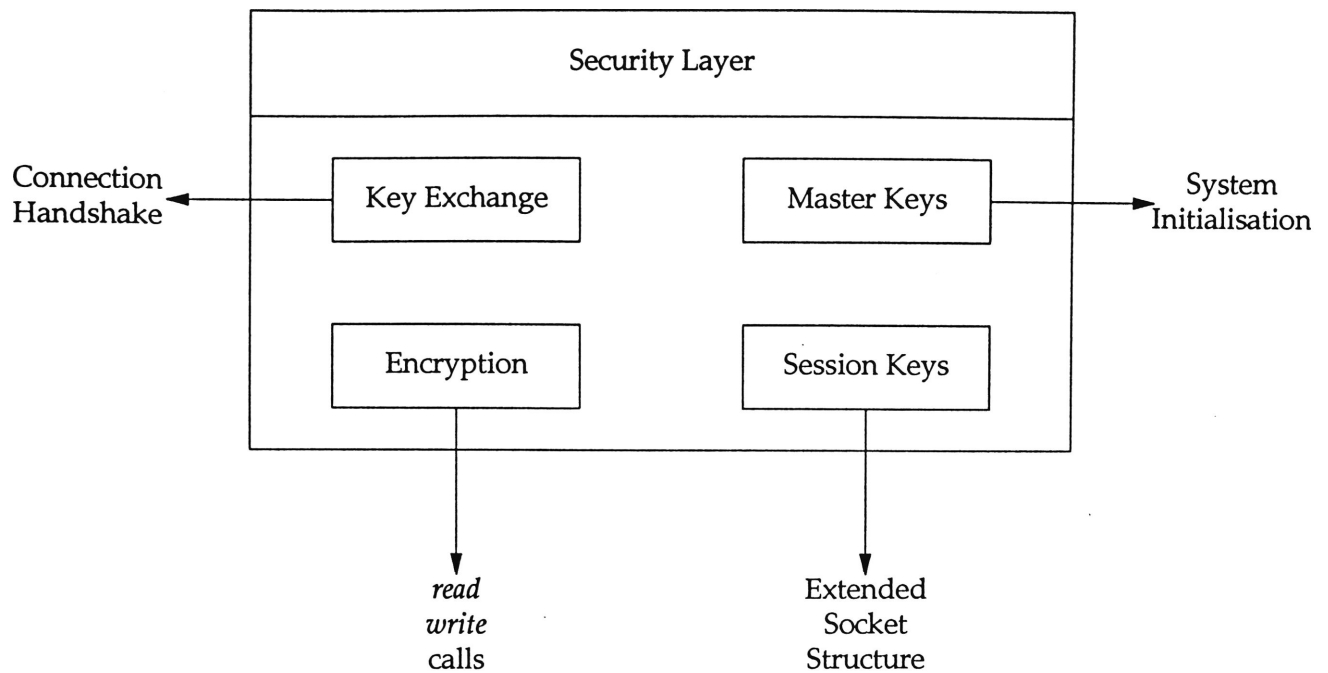 Security Layer
Connection
Handshake
Key Exchange
Master Keys
System
Initialisation
Encryption
Session Keys
read
write
calls
Extended
Socket
Structure